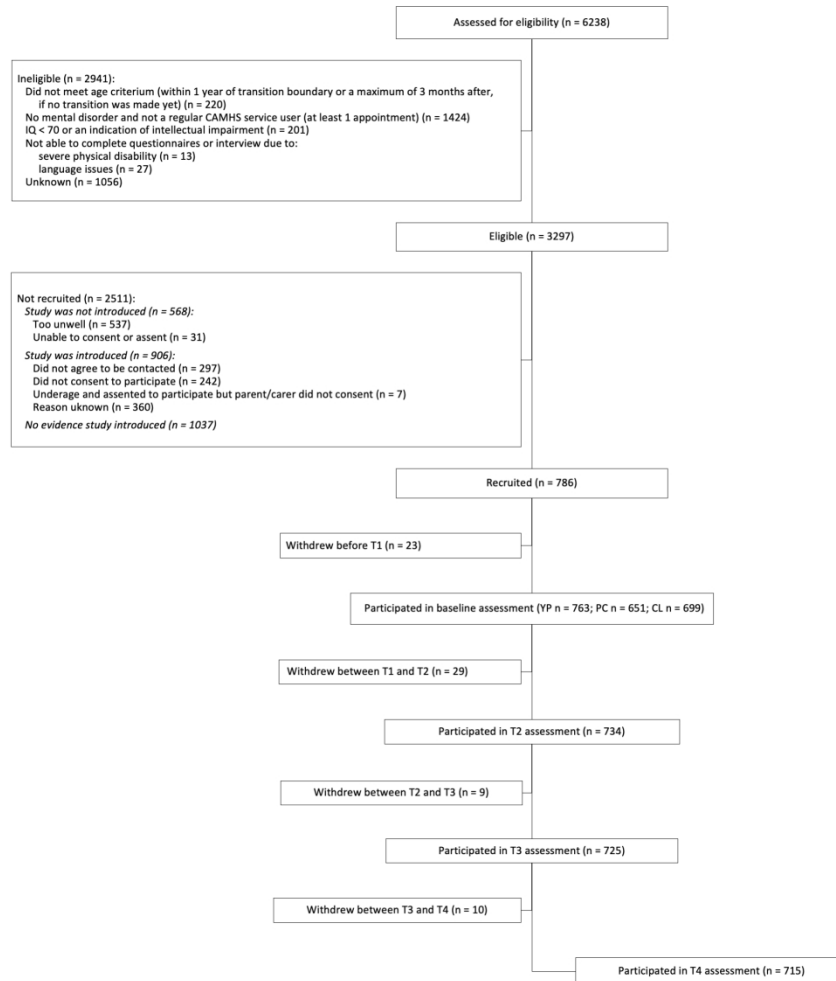 Assessed for eligibility (n = 6238)
Ineligible (n = 2941):
Did not meet age criterium (within 1 year of transition boundary or a maximum of 3 months after,
if no transition was made yet) (n = 220)
No mental disorder and not a regular CAMHS service user (at least 1 appointment) (n = 1424)
IQ < 70 or an indication of intellectual impairment (n = 201)
Not able to complete questionnaires or interview due to:
severe physical disability (n = 13)
language issues (n = 27)
Unknown (n = 1056)
Eligible (n = 3297)
Not recruited (n = 2511):
Study was not introduced (n = 568):
Too unwell (n = 537)
Unable to consent or assent (n = 31)
Study was introduced (n = 906):
Did not agree to be contacted (n = 297)
Did not consent to participate (n = 242)
Underage and assented to participate but parent/carer did not consent (n = 7)
Reason uknown (n = 360)
No evidence study introduced (n = 1037)
Recruited (n = 786)
Withdrew before T1 (n = 23)
Participated in baseline assessment (YP n = 763; PC n = 651; CL n = 699)
Withdrew between T1 and T2 (n = 29)
Participated in T2 assessment (n = 734)
Withdrew between T2 and T3 (n = 9)
Participated in T3 assessment (n = 725)
Withdrew between T3 and T4 (n = 10)
Participated in T4 assessment (n = 715)